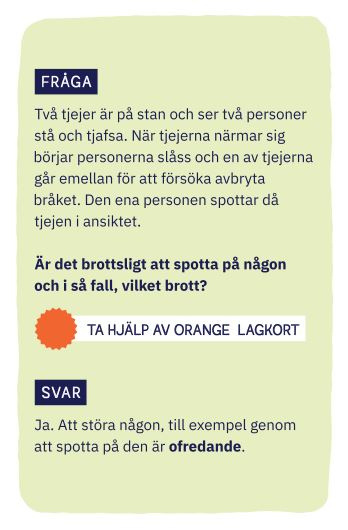 FRÅGA
Två tjejer är på stan och ser två personer
stå och tjafsa. När tjejerna närmar sig
börjar personerna slåss och en av tjejerna
går emellan för att försöka avbryta
bråket. Den ena personen spottar då
tjejen i ansiktet.
Är det brottsligt att spotta på någon
och i så fall, vilket brott?
TA HJÄLP AV ORANGE LAGKORT
SVAR
Ja. Att störa någon, till exempel genom
att spotta på den är ofredande.